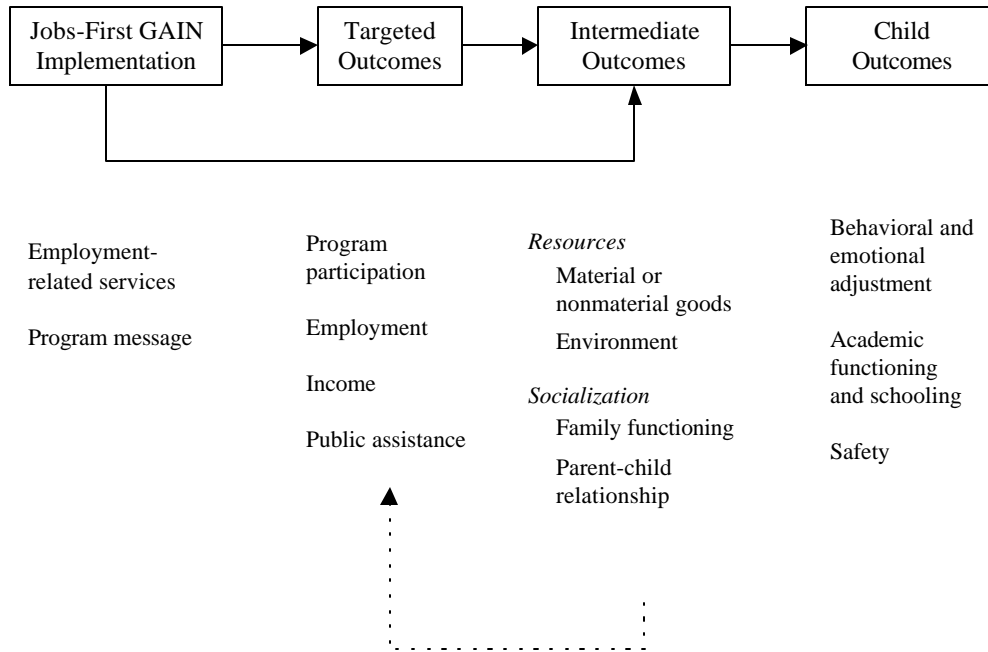 Jobs-First GAIN
Implementation
Targeted
Outcomes
Intermediate
Outcomes
Child
Outcomes
Employment-
related services
Program message
Program
participation
Employment
Income
Public assistance
Resources
Material or
nonmaterial goods
Environment
Socialization
Family functioning
Parent-child
relationship
Behavioral and
emotional
adjustment
Academic
functioning
and schooling
Safety